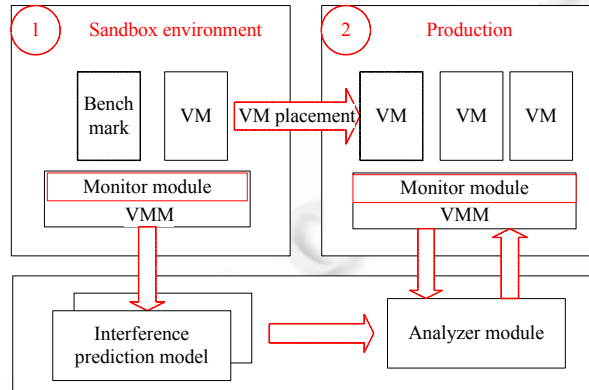 1 Sandbox environment
2 Production
Bench
mark
VM
VM placement
VM
VM
VM
Monitor module
VMM
Monitor module
VMM
Interference
prediction model
Analyzer module